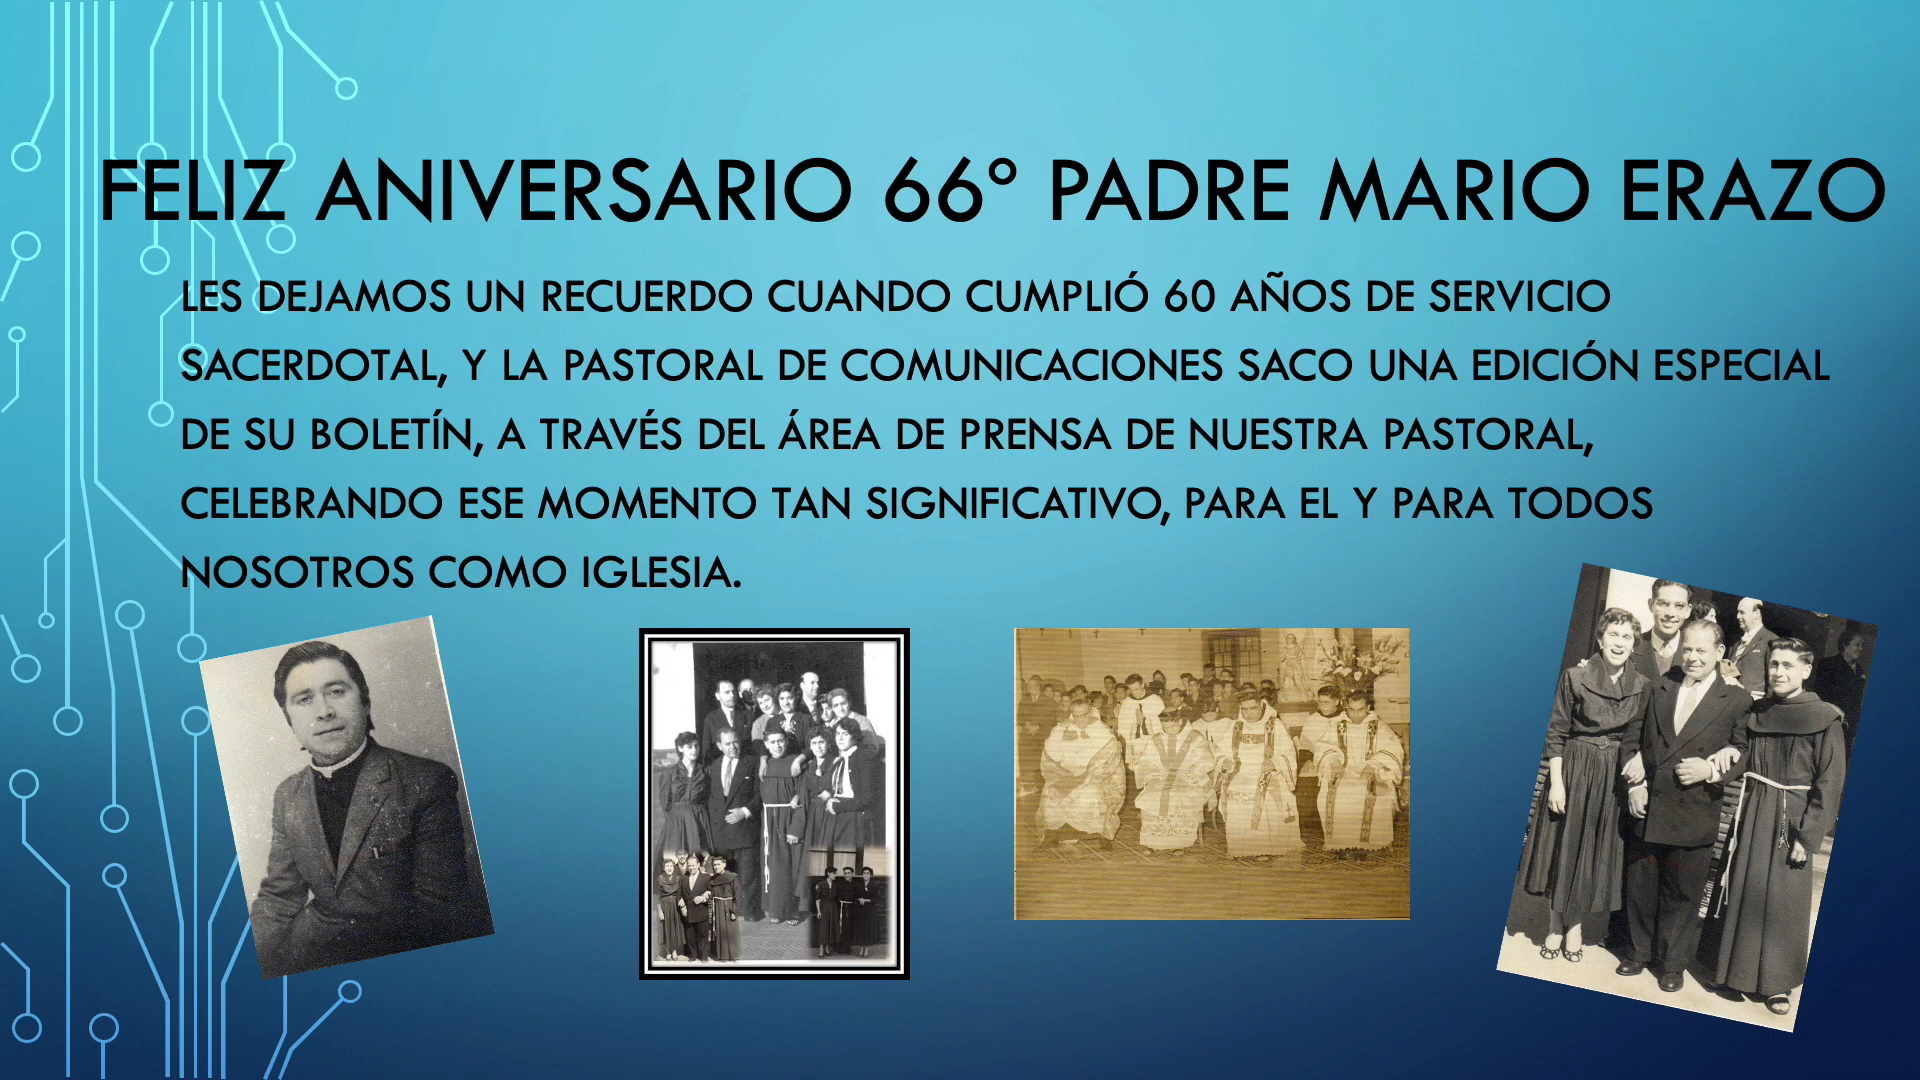 FELIZ ANIVERSARIO 66° PADRE MARIO ERAZO
LES DEJAMOS UN RECUERDO CUANDO CUMPLIÓ 60 AÑOS DE SERVICIO
SACERDOTAL, Y LA PASTORAL DE COMUNICACIONES SACO UNA EDICIÓN ESPECIAL
DE SU BOLETÍN, A TRAVÉS DEL ÁREA DE PRENSA DE NUESTRA PASTORAL,
CELEBRANDO ESE MOMENTO TAN SIGNIFICATIVO, PARA EL Y PARA TODOS
NOSOTROS COMO IGLESIA.